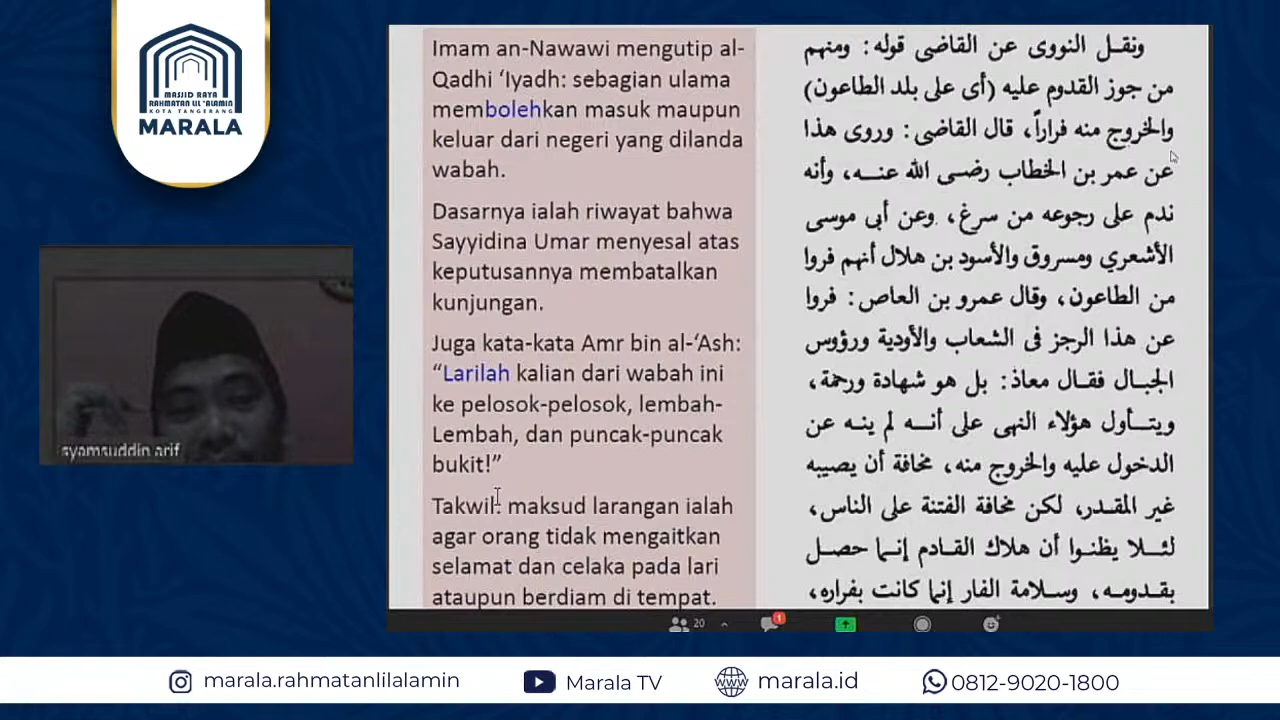 MASJID RAYA
RAHMATAN LIL 'ALAMIN
KOTA TANGERANG
MARALA
syamsuddin arif
Imam an-Nawawi mengutip al-
Qadhi ‘Iyadh: sebagian ulama
membolehkan masuk maupun
keluar dari negeri yang dilanda
wabah.
Dasarnya ialah riwayat bahwa
Sayyidina Umar menyesal atas
keputusannya membatalkan
kunjungan.
Juga kata-kata Amr bin al-‘Ash:
“Larilah kalian dari wabah ini
ke pelosok-pelosok, lembah-
Lembah, dan puncak-puncak
bukit!”
Takwil: maksud larangan ialah
agar orang tidak mengaitkan
selamat dan celaka pada lari
ataupun berdiam di tempat.
ونقل النووى عن القاضى قوله: ومنهم
من جوز القدوم عليه (أى على بلد الطاعون)
والخروج منه فراراً، قال القاضى: وروى هذا
عن عمر بن الخطاب رضى الله عنه، وأنه
ندم على رجوعه من سرغ، وعن أبى موسى
الأشعري ومسروق والأسود بن هلال أنهم فروا
من الطاعون، وقال عمرو بن العاص: فروا
عن هذا الرجز فى الشعاب والأودية ورؤوس
الجبال فقال معاذ: بل هو شهادة ورحمة،
ويتأول هؤلاء النهى على أنه لم ينه عن
الدخول عليه والخروج منه، مخافة أن يصيبه
غير المقدر، لكن مخافة الفتنة على الناس،
لئلا يظنوا أن هلاك القادم إنما حصل
بقدومه، وسلامة الفار إنما كانت بفراره،
20
1
marala.rahmatanlilalamin
Marala TV
marala.id
0812-9020-1800